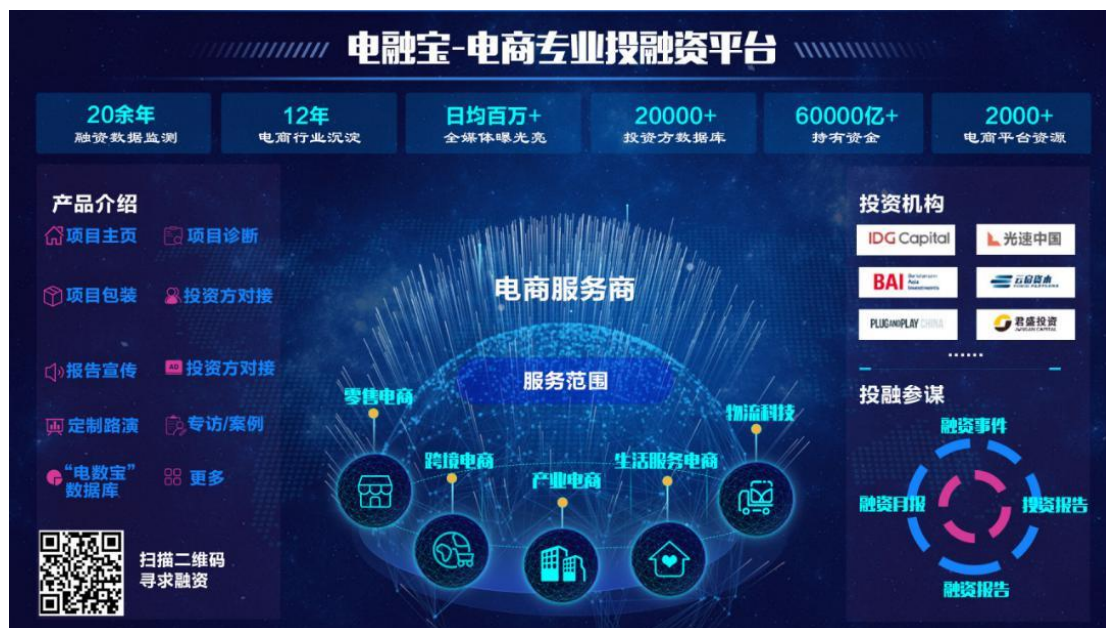 电融宝-电商专业投融资平台
20余年
融资数据监测
12年
电商行业沉淀
日均百万+
全媒体曝光亮
20000+
投资方数据库
60000亿+
持有资金
2000+
电商平台资源
产品介绍
项目主页
项目诊断
项目包装
投资方对接
报告宣传
AD
投资方对接
定制路演
专访/案例
“电数宝”
数据库
更多
扫描二维码
寻求融资
电商服务商
服务范围
零售电商
跨境电商
产业电商
生活服务电商
物流科技
投资机构
IDG Capital
光速中国
BAI
云启资本
PLUG AND PLAY CHINA
君盛投资
······
投融参谋
融资事件
融资月报
投资报告
融资报告